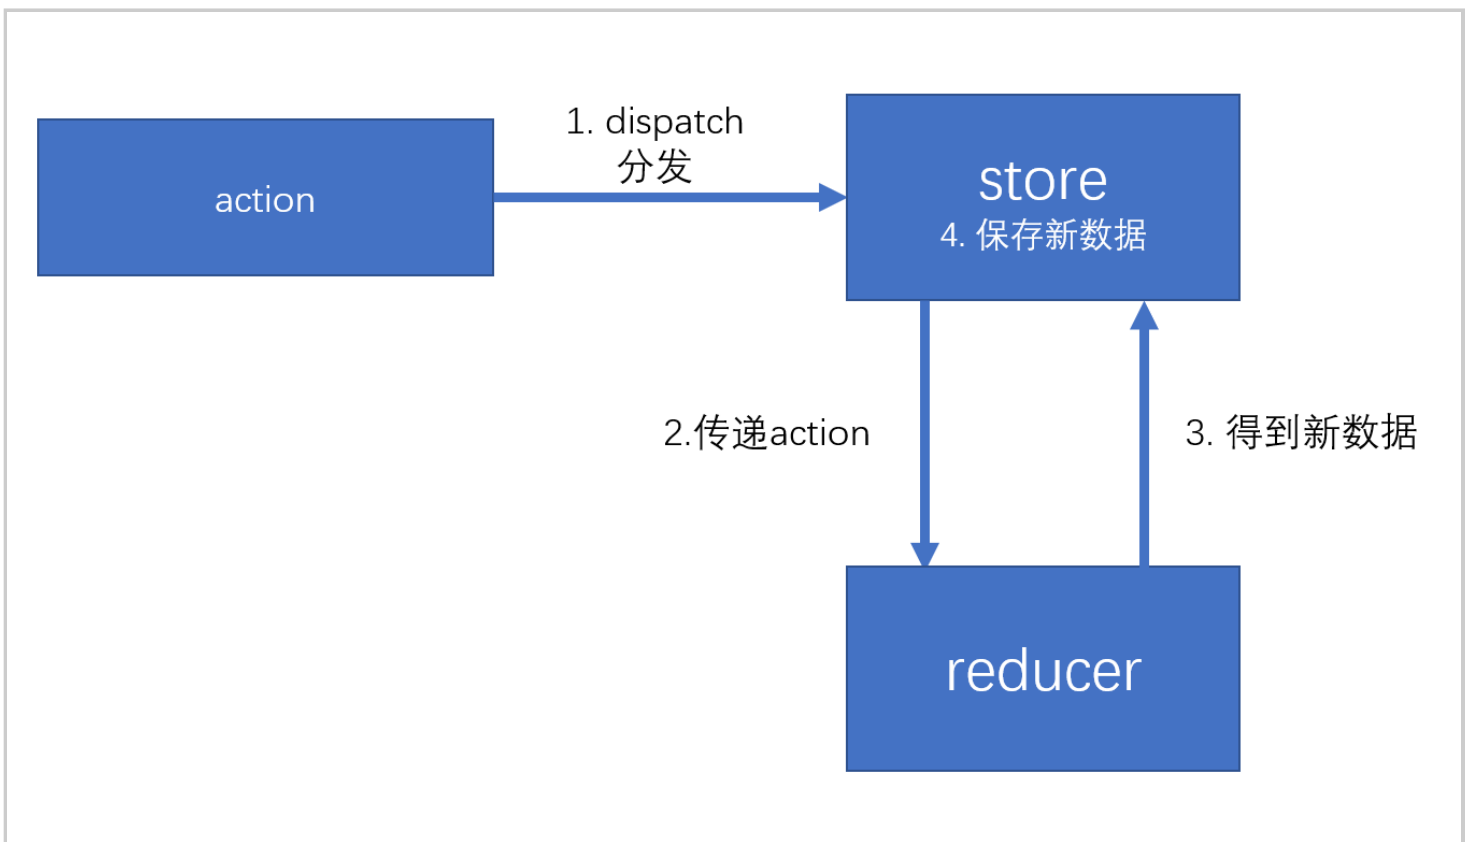 1. dispatch
分发
action
store
4. 保存新数据
2.传递action
3. 得到新数据
reducer